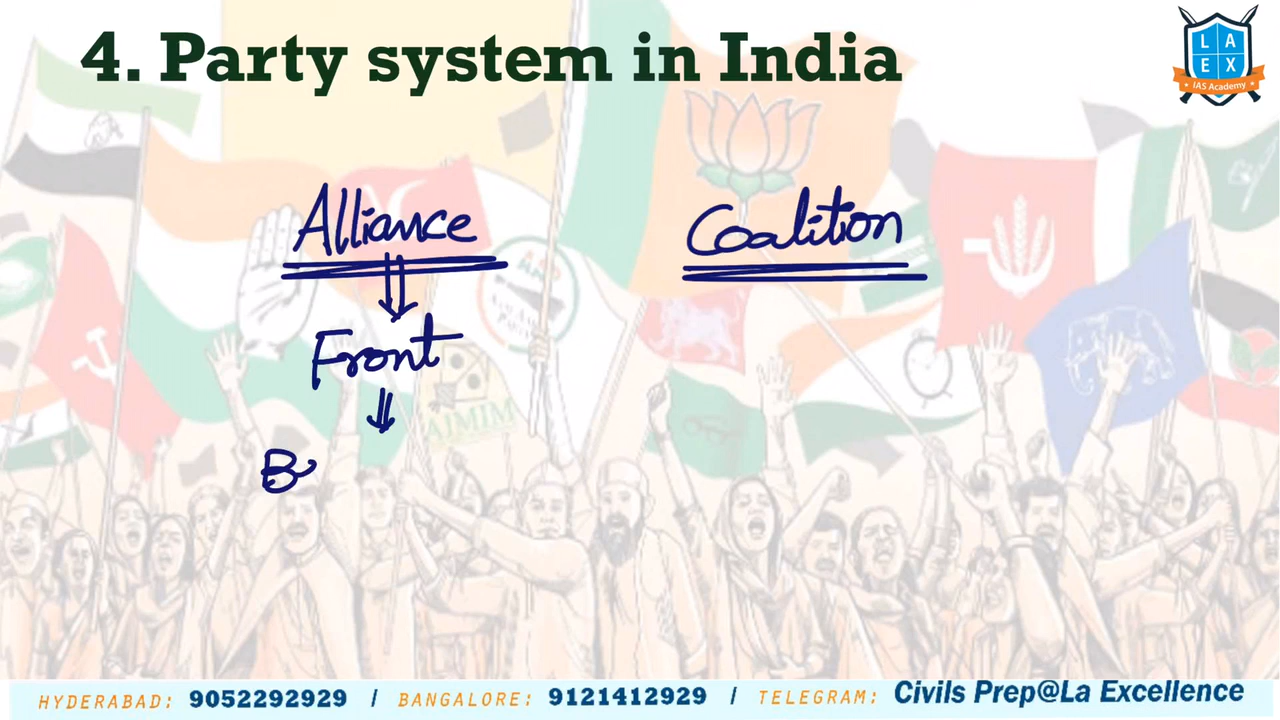 4. Party system in India
L A
E X
IAS Academy
Alliance Coalition
Front
B
AJMIM
HYDERABAD: 9052292929 / BANGALORE: 9121412929 / TELEGRAM: Civils Prep@La Excellence